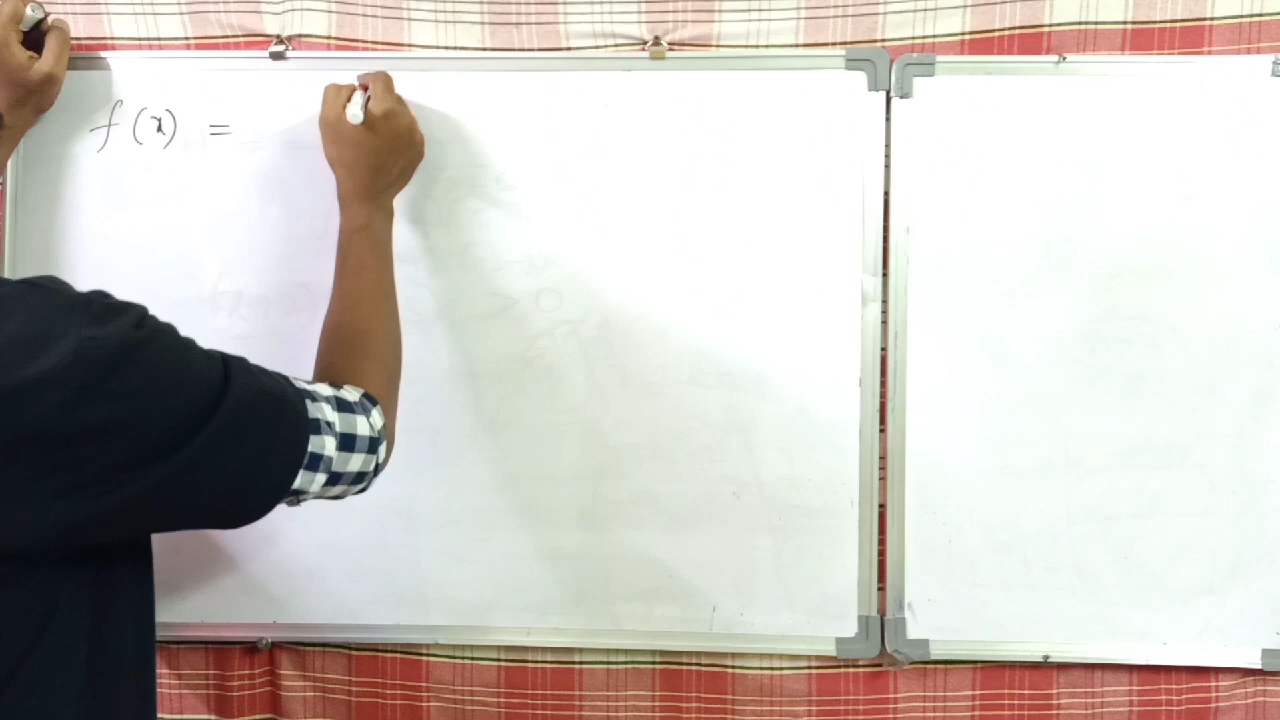 f(x) =